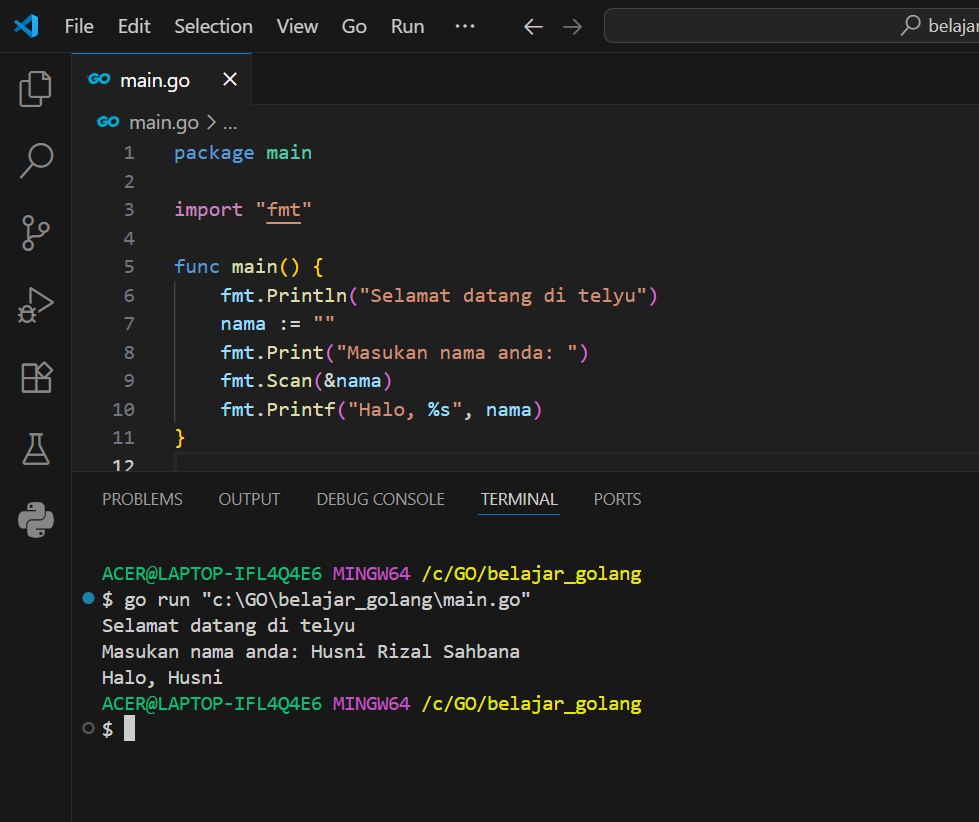 File Edit Selection View Go Run ... belajar
GO main.go
GO main.go > ...
1 package main
2
3 import "fmt"
4
5 func main() {
6 fmt.Println("Selamat datang di telyu")
7 nama := ""
8 fmt.Print("Masukan nama anda: ")
9 fmt.Scan(&nama)
10 fmt.Printf("Halo, %s", nama)
11 }
12
PROBLEMS OUTPUT DEBUG CONSOLE TERMINAL PORTS
ACER@LAPTOP-IFL4Q4E6 MINGW64 /c/GO/belajar_golang
$ go run "c:\GO\belajar_golang\main.go"
Selamat datang di telyu
Masukan nama anda: Husni Rizal Sahbana
Halo, Husni
ACER@LAPTOP-IFL4Q4E6 MINGW64 /c/GO/belajar_golang
$